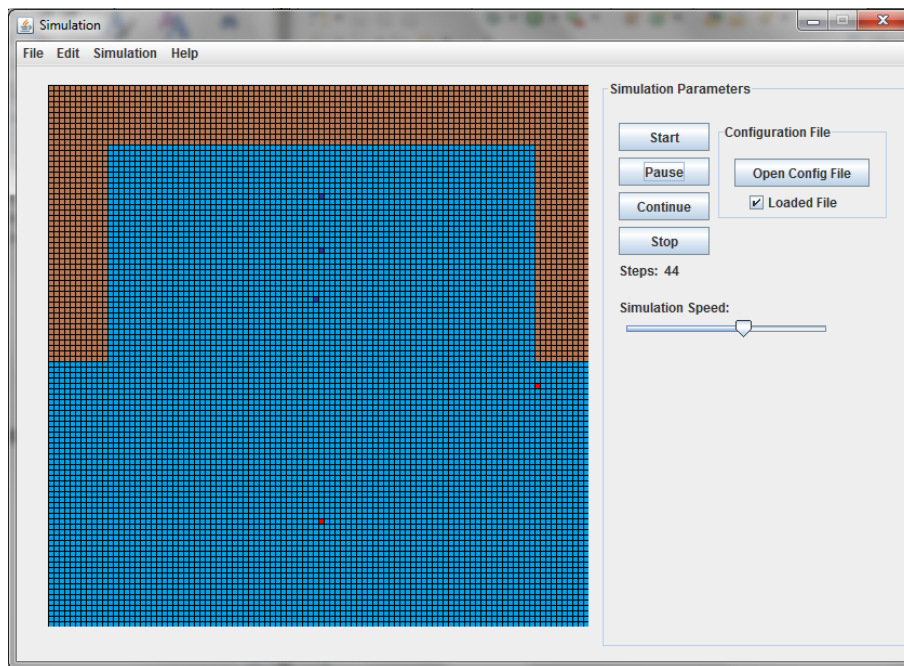 Simulation
File Edit Simulation Help
Simulation Parameters
Start
Configuration File
Pause
Open Config File
Continue
Loaded File
Stop
Steps: 44
Simulation Speed: